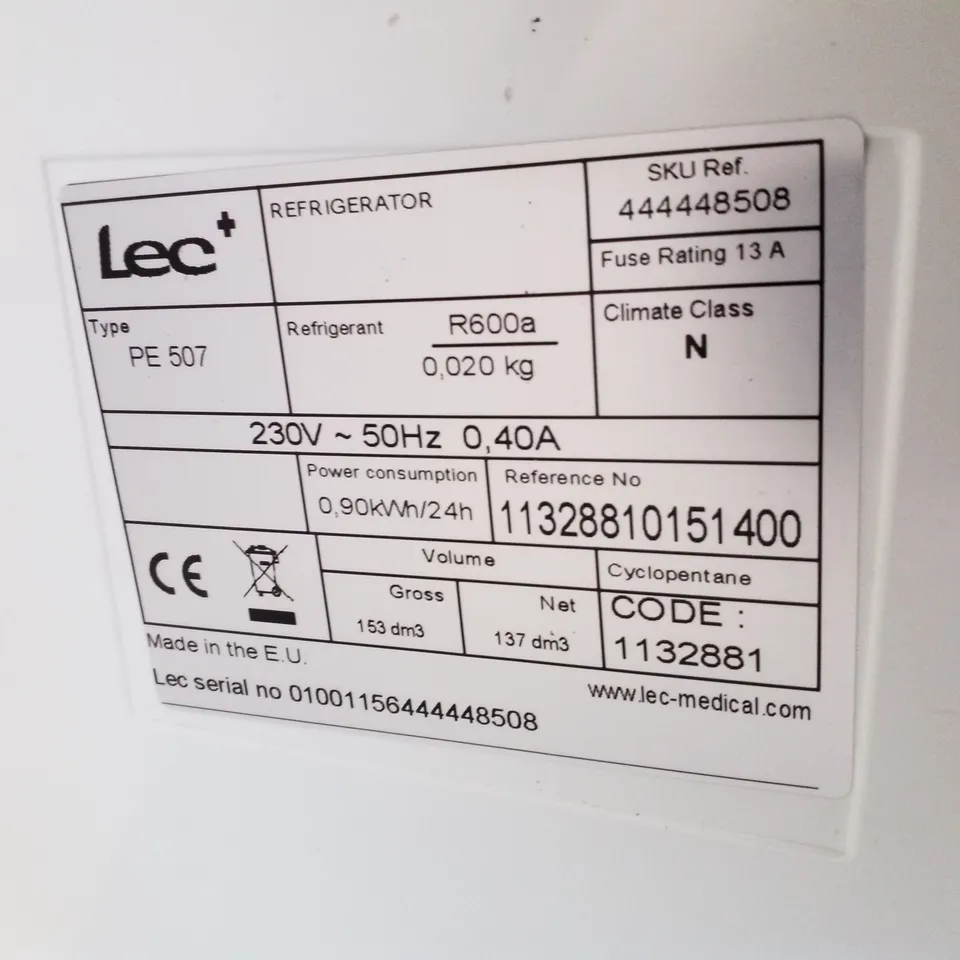 Lec+
REFRIGERATOR
SKU Ref.
444448508
Fuse Rating 13 A
Type
PE 507
Refrigerant
R600a
0,020 kg
Climate Class
N
230V ~ 50Hz 0,40A
Power consumption
0,90kWh/24h
Reference No
11328810151400
CE
Volume
Gross
153 dm3
Net
137 dm3
Cyclopentane
CODE :
1132881
Made in the E.U.
Lec serial no 01001156444448508
www.lec-medical.com